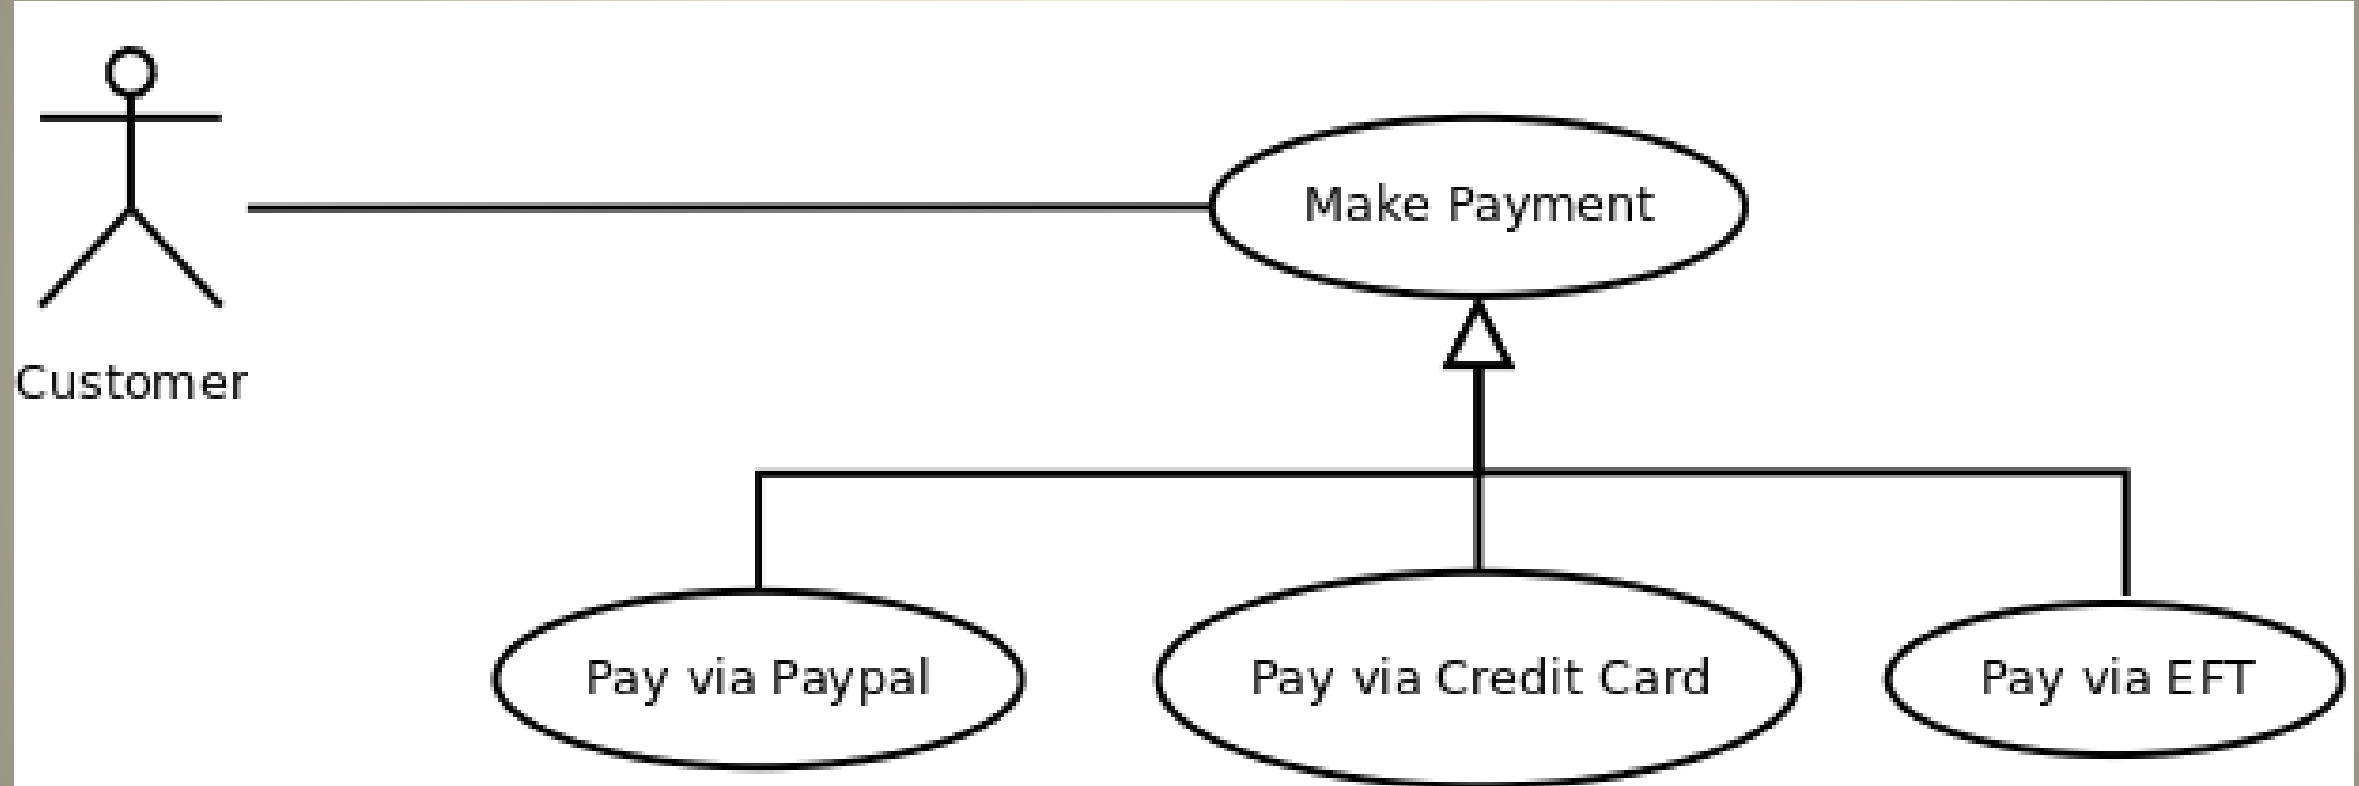 Make Payment
Customer
Pay via Paypal
Pay via Credit Card
Pay via EFT